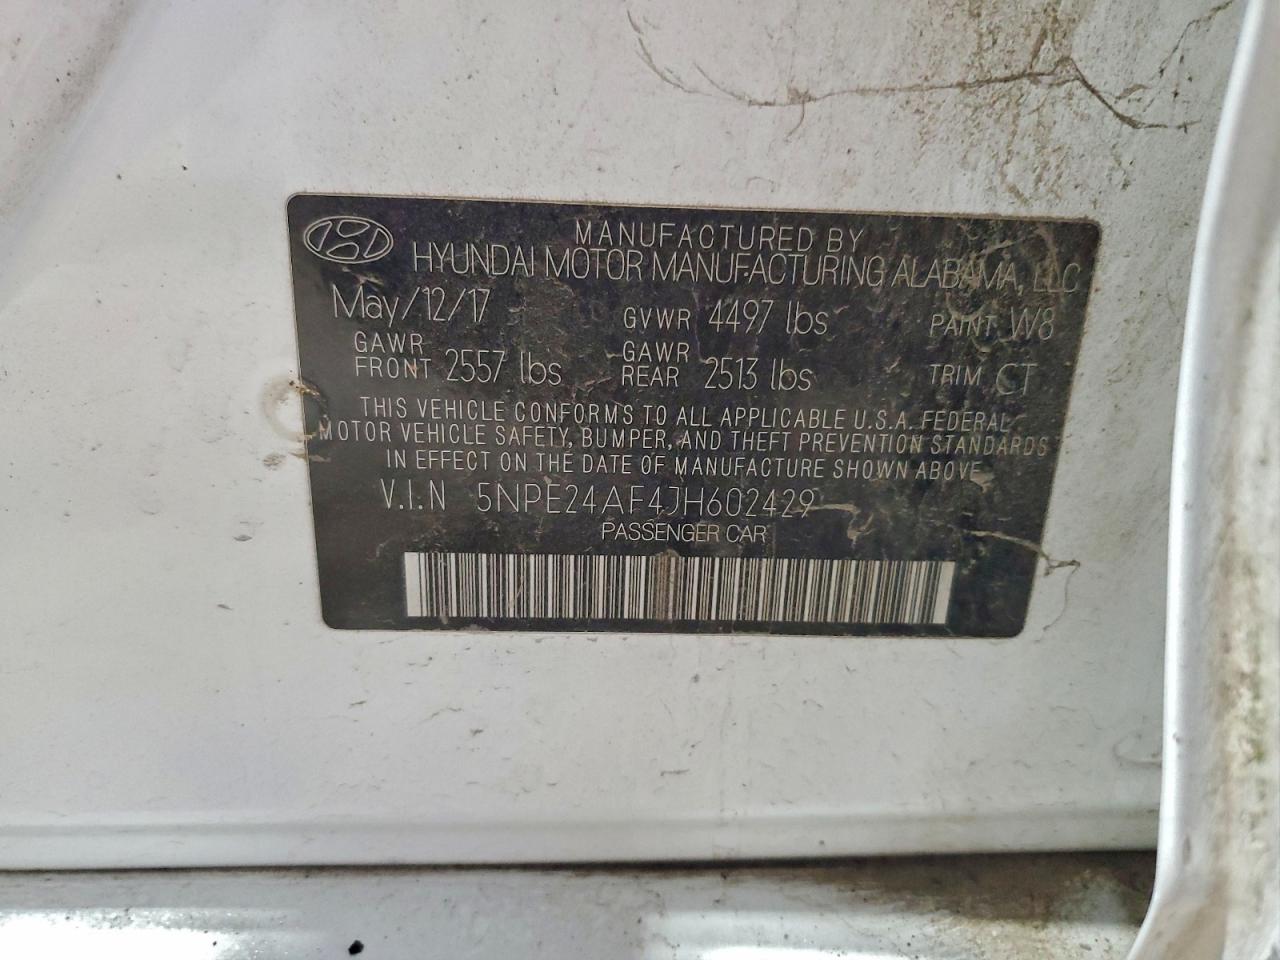 MANUFACTURED BY
HYUNDAI MOTOR MANUFACTURING ALABAMA, LLC
May/12/17 GVWR 4497 lbs PAINT W8
GAWR FRONT 2557 lbs GAWR REAR 2513 lbs TRIM CT
THIS VEHICLE CONFORMS TO ALL APPLICABLE U.S.A. FEDERAL
MOTOR VEHICLE SAFETY, BUMPER, AND THEFT PREVENTION STANDARDS
IN EFFECT ON THE DATE OF MANUFACTURE SHOWN ABOVE.
V.I.N 5NPE24AF4JH602429
PASSENGER CAR